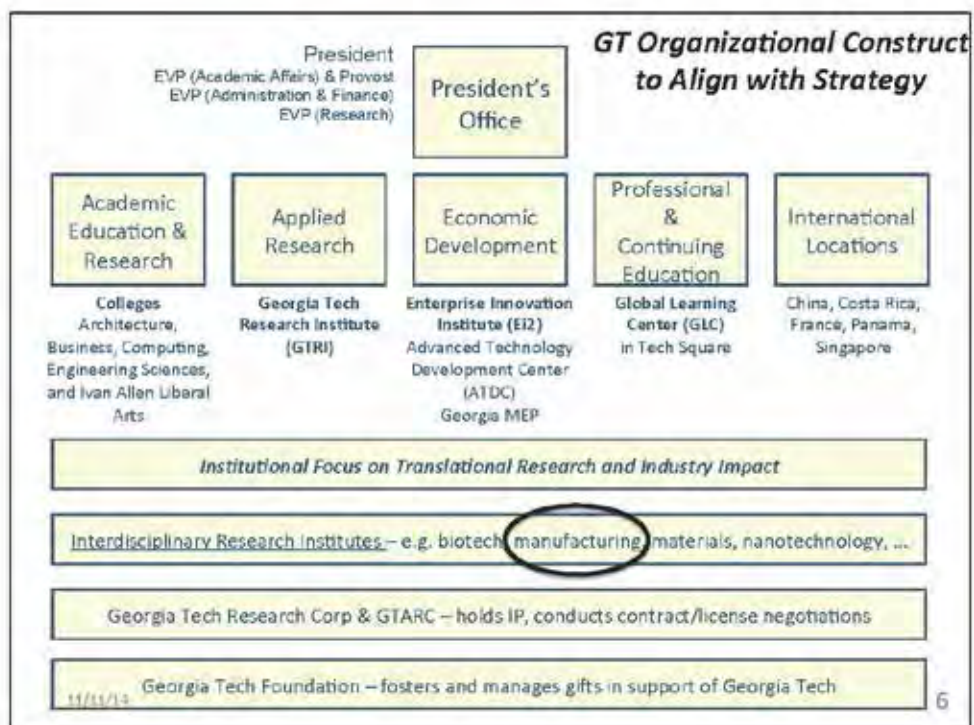 GT Organizational Construct
to Align with Strategy
President
EVP (Academic Affairs) & Provost
EVP (Administration & Finance)
EVP (Research)
President's
Office
Academic
Education &
Research
Applied
Research
Economic
Development
Professional
&
Continuing
Education
International
Locations
Colleges
Architecture,
Business, Computing,
Engineering Sciences,
and Ivan Allen Liberal
Arts
Georgia Tech
Research Institute
(GTRI)
Enterprise Innovation
Institute (EI2)
Advanced Technology
Development Center
(ATDC)
Georgia MEP
Global Learning
Center (GLC)
in Tech Square
China, Costa Rica,
France, Panama,
Singapore
Institutional Focus on Translational Research and Industry Impact
Interdisciplinary Research Institutes – e.g. biotech, manufacturing, materials, nanotechnology, ...
Georgia Tech Research Corp & GTARC – holds IP, conducts contract/license negotiations
Georgia Tech Foundation – fosters and manages gifts in support of Georgia Tech
11/11/14
6